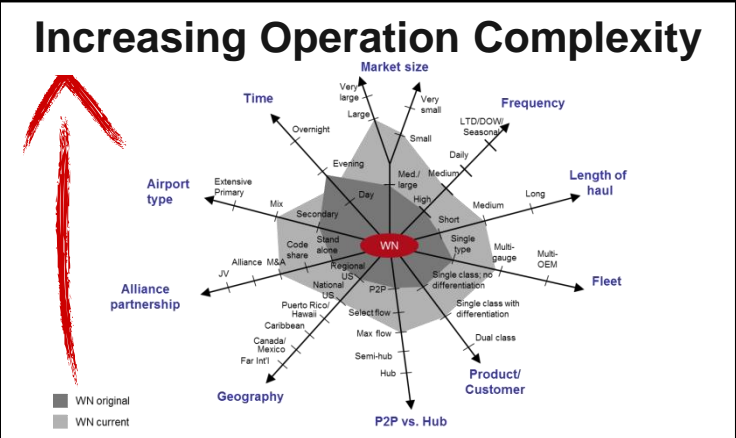 Increasing Operation Complexity
Market size
Very
large
Large
Very
small
Small
Med./
large
Time
Overnight
Evening
Day
Frequency
LTD/DOW/
Seasonal
Daily
Medium
High
Length of
haul
Long
Medium
Short
Airport
type
Extensive
Primary
Mix
Secondary
WN
Single
type
Multi-
gauge
Multi-
OEM
Fleet
Alliance
partnership
JV
Alliance
M&A
Code
share
Stand
alone
Regional
US
National
US
Puerto Rico/
Hawaii
Caribbean
Canada/
Mexico
Far Int'l
Geography
P2P
Select flow
Max flow
Semi-hub
Hub
P2P vs. Hub
Single class; no
differentiation
Single class with
differentiation
Dual class
Product/
Customer
WN original
WN current